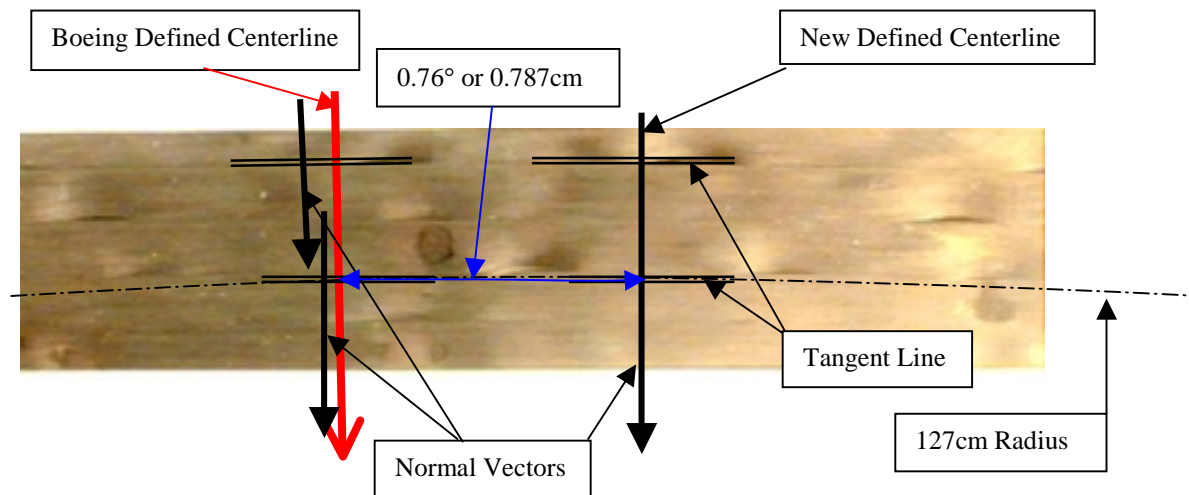 Boeing Defined Centerline
New Defined Centerline
0.76° or 0.787cm
Tangent Line
127cm Radius
Normal Vectors